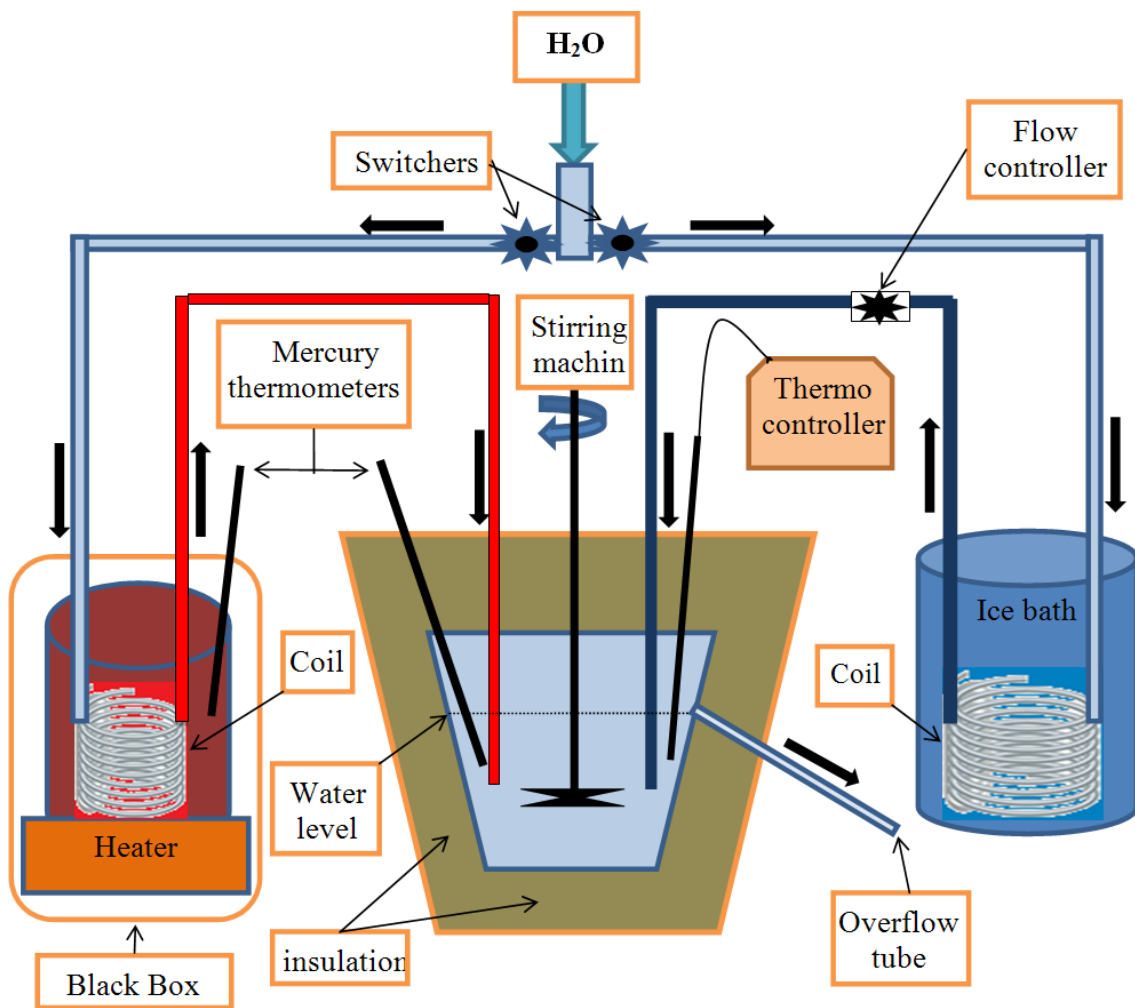 H₂O
Switchers
Flow
controller
Mercury
thermometers
Stirring
machin
Thermo
controller
Ice bath
Coil
Coil
Water
level
Heater
insulation
Overflow
tube
Black Box